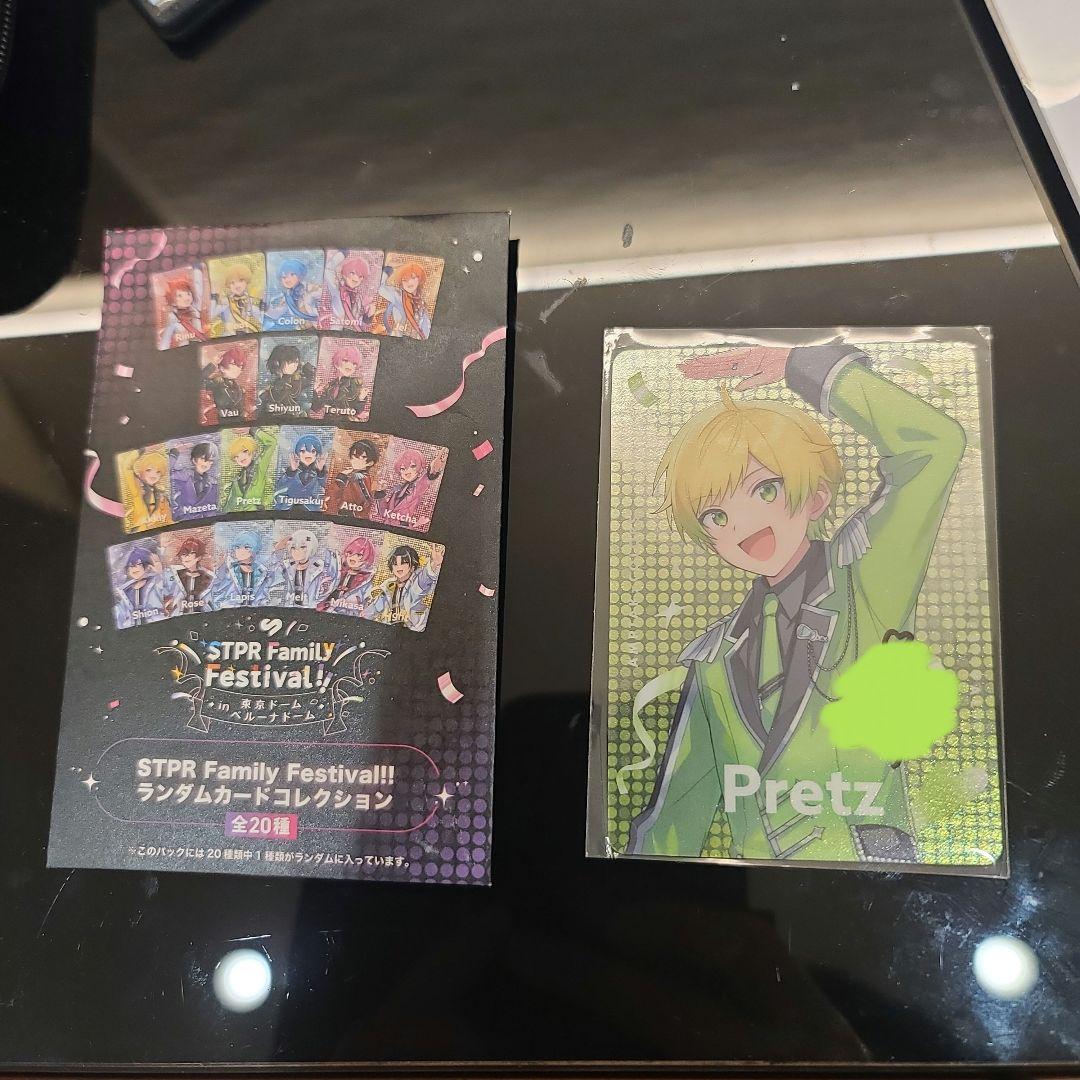 Rinu
Colon
Satomi
Jel
Vau
Shiyun
Teruto
Mazeta
Pretz
Tigusakui
Atto
Ketcha
Shion
Rose
Lapis
Melt
Mikasa
STPR Family
Festival!!
in 東京ドーム
ベルーナドーム
STPR Family Festival!!
ランダムカードコレクション
全20種
※このパックには20種類中1種類がランダムに入っています。
Pretz